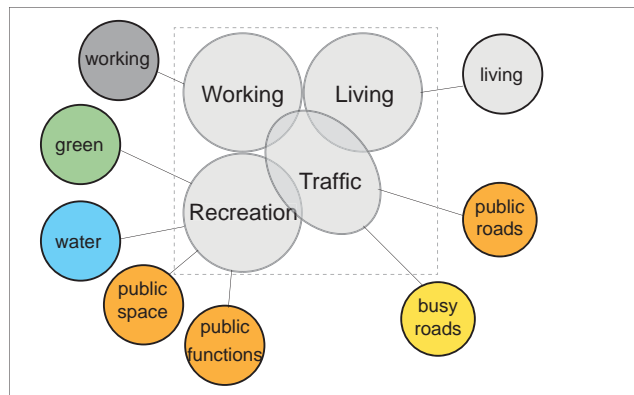 working
Working
Living
living
green
Traffic
Recreation
public
roads
water
public
space
public
functions
busy
roads